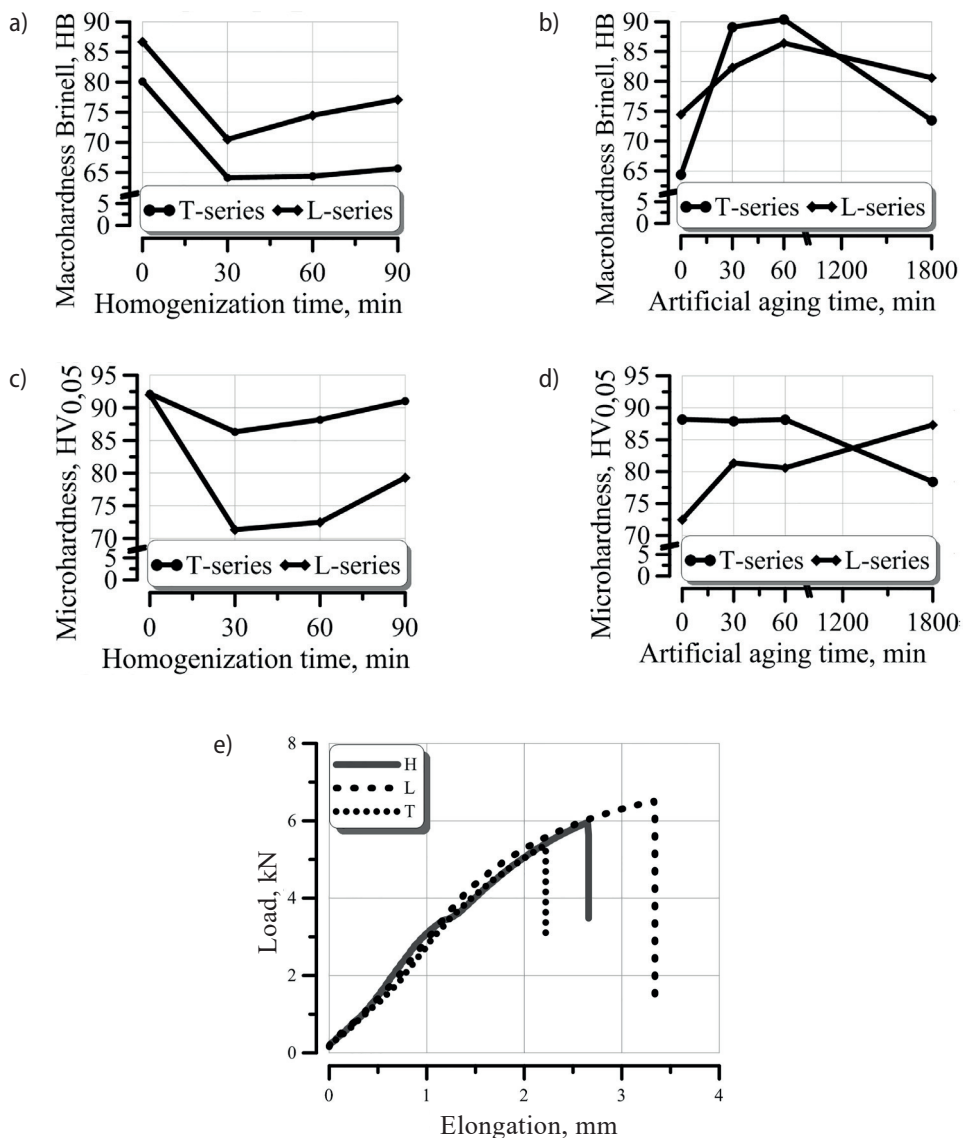 a)
Macrohardness Brinell, HB
90
85
80
75
70
65
5
0
T-series L-series
0 30 60 90
Homogenization time, min
b)
Macrohardness Brinell, HB
90
85
80
75
70
65
5
0
T-series L-series
0 30 60 1200 1800
Artificial aging time, min
c)
Microhardness, HV0,05
95
90
85
80
75
70
5
0
T-series L-series
0 30 60 90
Homogenization time, min
d)
Microhardness, HV0,05
95
90
85
80
75
70
5
0
T-series L-series
0 30 60 1200 1800
Artificial aging time, min
e)
Load, kN
8
6
4
2
0
H
L
T
0 1 2 3 4
Elongation, mm